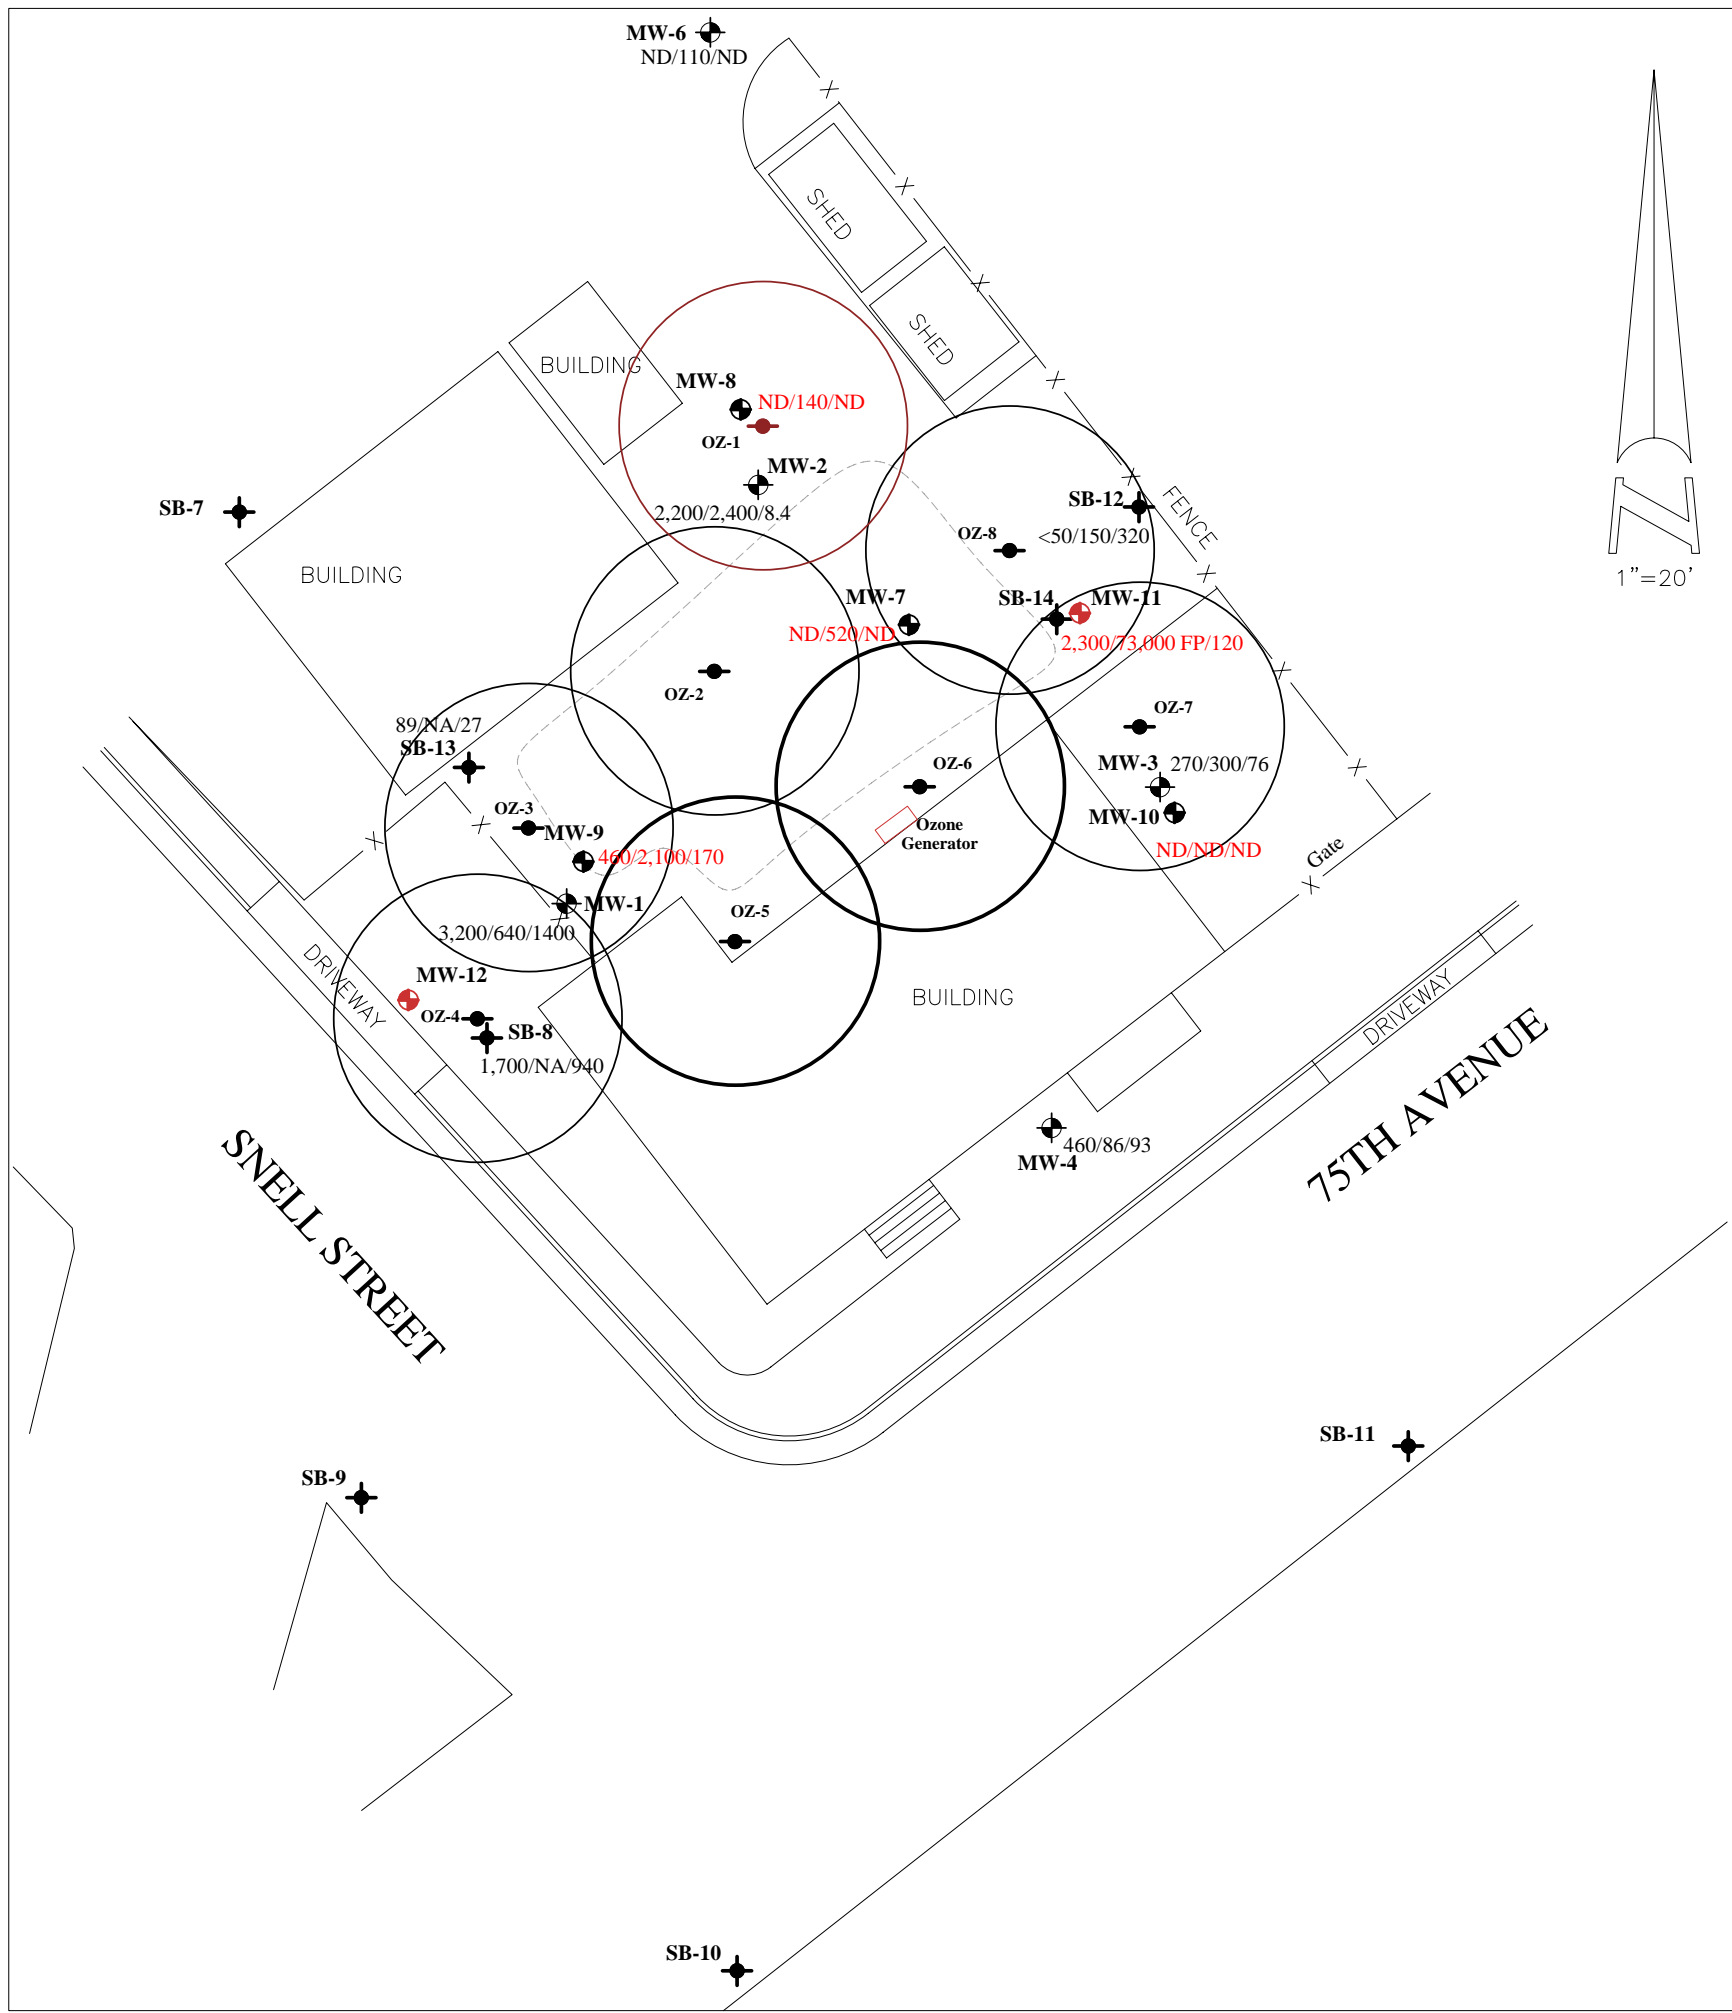 MW-6
ND/110/ND
SHED
SHED
BUILDING
MW-8
ND/140/ND
OZ-1
MW-2
2,200/2,400/8.4
SB-7
BUILDING
SB-12
OZ-8
<50/150/320
FENCE
1"=20'
MW-7
ND/520/ND
SB-14
MW-11
2,300/73,000 FP/120
OZ-2
OZ-7
89/NA/27
SB-13
OZ-6
MW-3
270/300/76
MW-10
ND/ND/ND
OZ-3
MW-9
460/2,100/170
Ozone
Generator
Gate
MW-1
3,200/640/1400
OZ-5
DRIVEWAY
MW-12
OZ-4
SB-8
1,700/NA/940
BUILDING
DRIVEWAY
75TH AVENUE
460/86/93
MW-4
SNELL STREET
SB-11
SB-9
SB-10
N